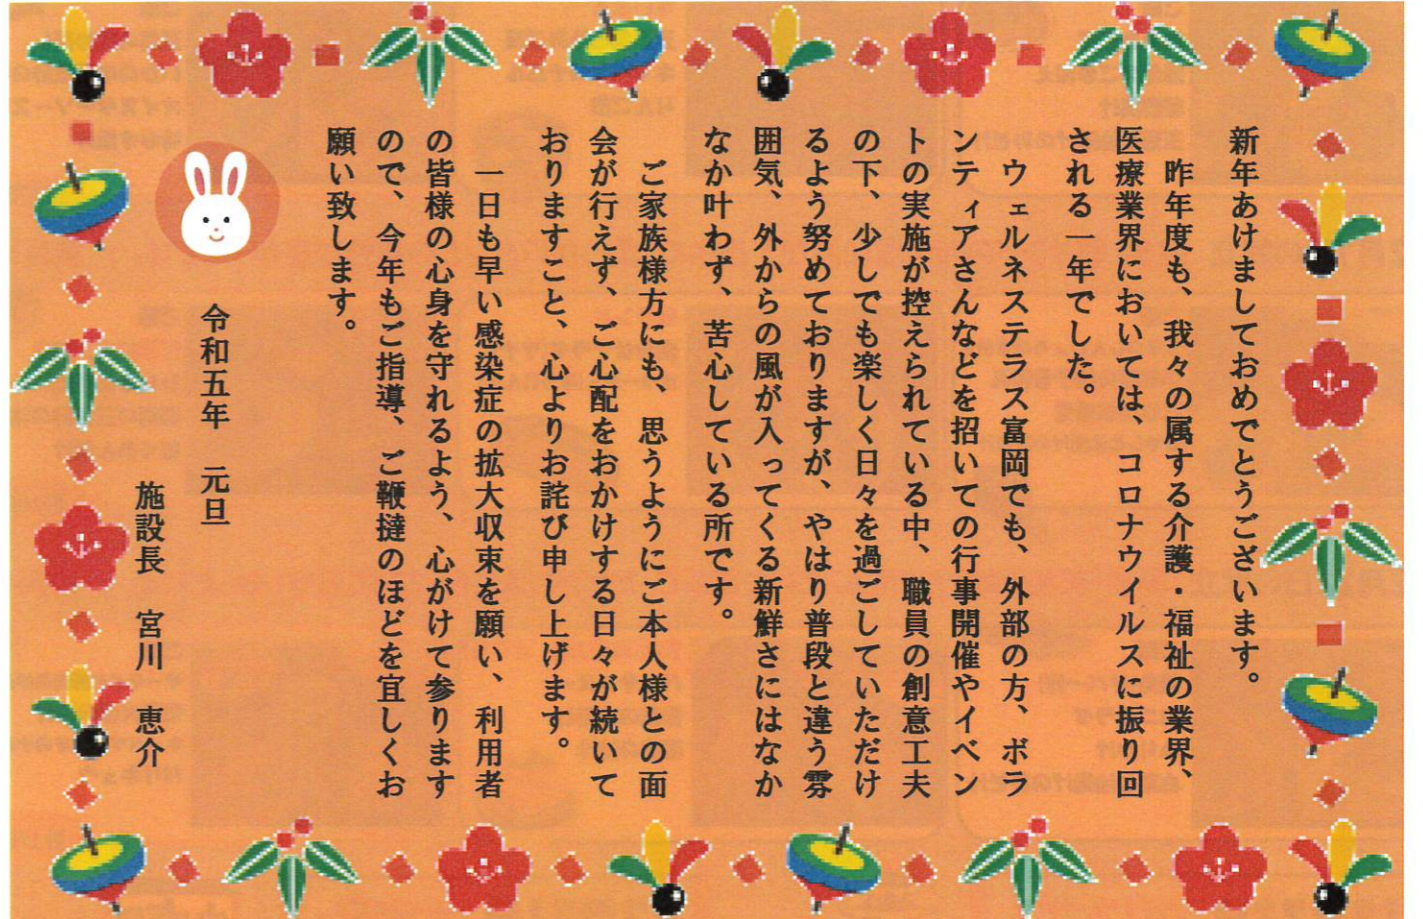 新年あけましておめでとうございます。
昨年度も、我々の属する介護・福祉の業界、
医療業界においては、コロナウイルスに振り回
される一年でした。
ウェルネステラス富岡でも、外部の方、ボラ
ンティアさんなどを招いての行事開催やイベン
トの実施が控えられている中、職員の創意工夫
の下、少しでも楽しく日々を過ごしていただけ
るよう努めておりますが、やはり普段と違う雰
囲気、外からの風が入ってくる新鮮さにはなか
なか叶わず、苦心している所です。
ご家族様方にも、思うようにご本人様との面
会が行えず、ご心配をおかけする日々が続いて
おりますこと、心よりお詫び申し上げます。
一日も早い感染症の拡大収束を願い、利用者
の皆様の心身を守れるよう、心がけて参ります
ので、今年もご指導、ご鞭撻のほどを宜しくお
願い致します。
令和五年　元旦
施設長　宮川　恵介